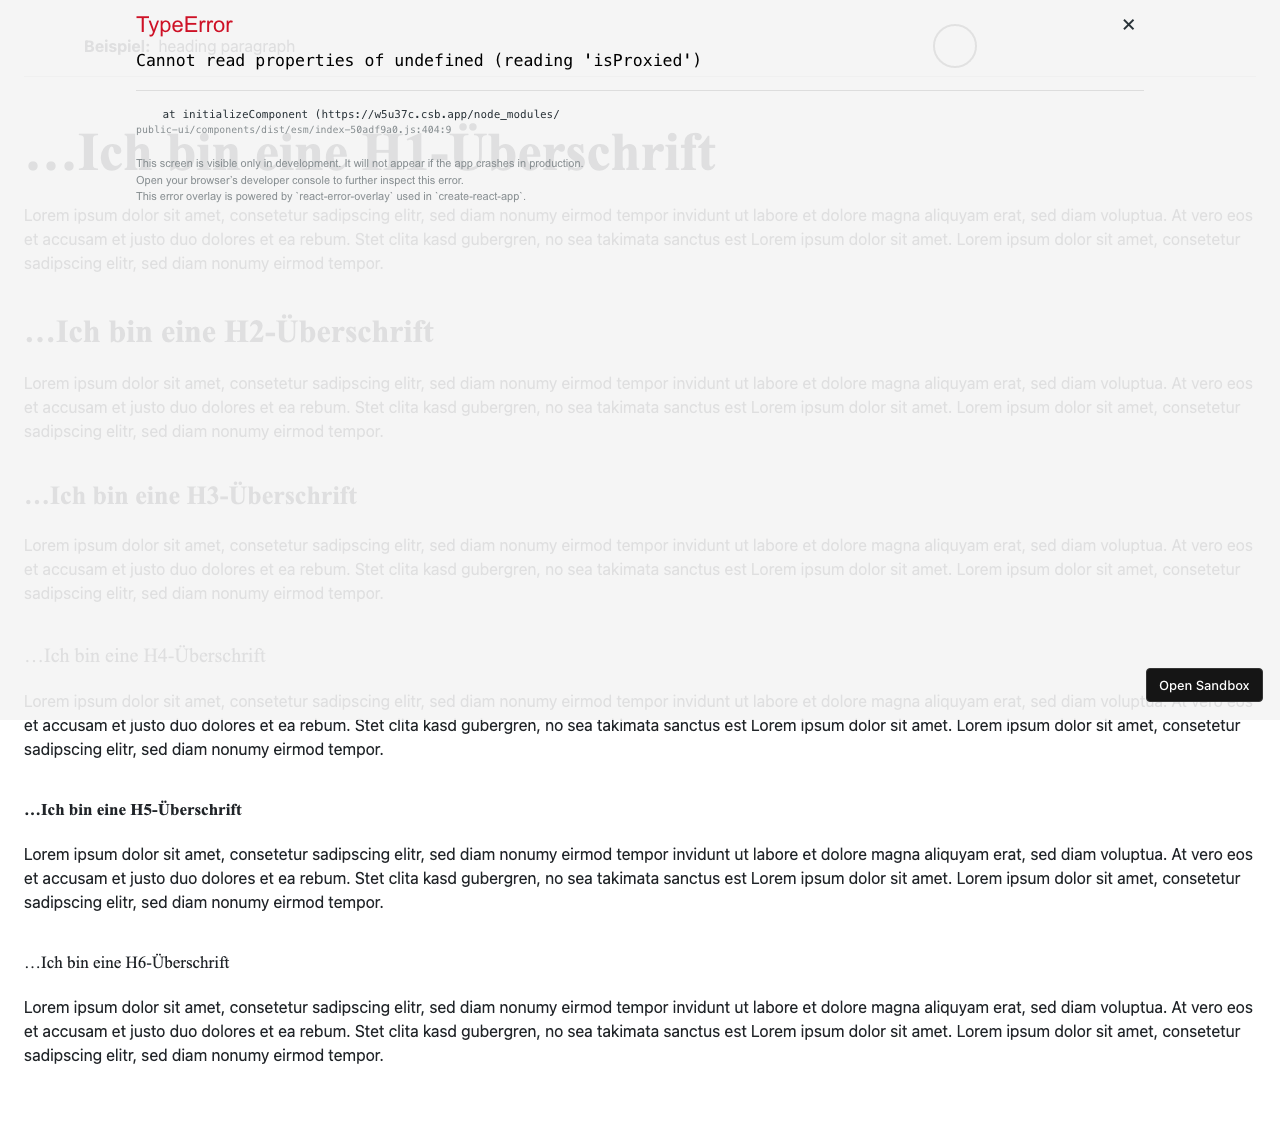 TypeError
Beispiel: heading paragraph
Cannot read properties of undefined (reading 'isProxied')
at initializeComponent (https://w5u37c.csb.app/node_modules/
public-ui/components/dist/esm/index-50adf9a0.js:404:9
…Ich bin eine H1-Überschrift
This screen is visible only in development. It will not appear if the app crashes in production.
Open your browser's developer console to further inspect this error.
This error overlay is powered by `react-error-overlay` used in `create-react-app`.
Lorem ipsum dolor sit amet, consetetur sadipscing elitr, sed diam nonumy eirmod tempor invidunt ut labore et dolore magna aliquyam erat, sed diam voluptua. At vero eos
et accusam et justo duo dolores et ea rebum. Stet clita kasd gubergren, no sea takimata sanctus est Lorem ipsum dolor sit amet. Lorem ipsum dolor sit amet, consetetur
sadipscing elitr, sed diam nonumy eirmod tempor.
…Ich bin eine H2-Überschrift
Lorem ipsum dolor sit amet, consetetur sadipscing elitr, sed diam nonumy eirmod tempor invidunt ut labore et dolore magna aliquyam erat, sed diam voluptua. At vero eos
et accusam et justo duo dolores et ea rebum. Stet clita kasd gubergren, no sea takimata sanctus est Lorem ipsum dolor sit amet. Lorem ipsum dolor sit amet, consetetur
sadipscing elitr, sed diam nonumy eirmod tempor.
…Ich bin eine H3-Überschrift
Lorem ipsum dolor sit amet, consetetur sadipscing elitr, sed diam nonumy eirmod tempor invidunt ut labore et dolore magna aliquyam erat, sed diam voluptua. At vero eos
et accusam et justo duo dolores et ea rebum. Stet clita kasd gubergren, no sea takimata sanctus est Lorem ipsum dolor sit amet. Lorem ipsum dolor sit amet, consetetur
sadipscing elitr, sed diam nonumy eirmod tempor.
…Ich bin eine H4-Überschrift
Open Sandbox
Lorem ipsum dolor sit amet, consetetur sadipscing elitr, sed diam nonumy eirmod tempor invidunt ut labore et dolore magna aliquyam erat, sed diam voluptua. At vero eos
et accusam et justo duo dolores et ea rebum. Stet clita kasd gubergren, no sea takimata sanctus est Lorem ipsum dolor sit amet. Lorem ipsum dolor sit amet, consetetur
sadipscing elitr, sed diam nonumy eirmod tempor.
…Ich bin eine H5-Überschrift
Lorem ipsum dolor sit amet, consetetur sadipscing elitr, sed diam nonumy eirmod tempor invidunt ut labore et dolore magna aliquyam erat, sed diam voluptua. At vero eos
et accusam et justo duo dolores et ea rebum. Stet clita kasd gubergren, no sea takimata sanctus est Lorem ipsum dolor sit amet. Lorem ipsum dolor sit amet, consetetur
sadipscing elitr, sed diam nonumy eirmod tempor.
…Ich bin eine H6-Überschrift
Lorem ipsum dolor sit amet, consetetur sadipscing elitr, sed diam nonumy eirmod tempor invidunt ut labore et dolore magna aliquyam erat, sed diam voluptua. At vero eos
et accusam et justo duo dolores et ea rebum. Stet clita kasd gubergren, no sea takimata sanctus est Lorem ipsum dolor sit amet. Lorem ipsum dolor sit amet, consetetur
sadipscing elitr, sed diam nonumy eirmod tempor.